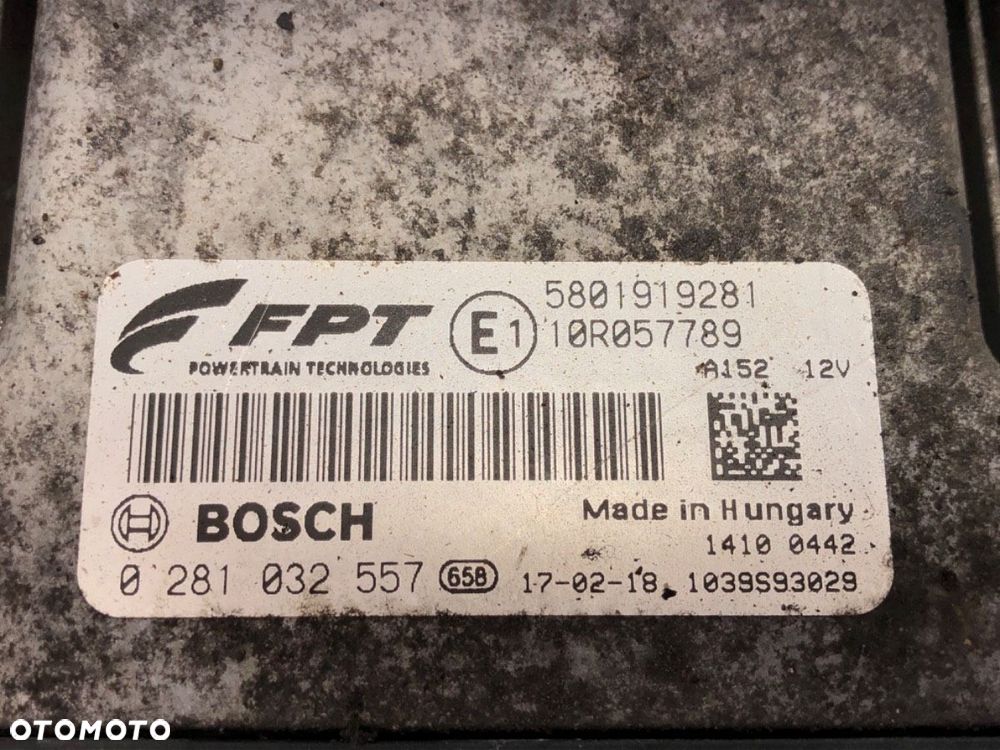 FPT
POWERTRAIN TECHNOLOGIES
E1
5801919281
10R057789
A152 12V
BOSCH
Made in Hungary
1410 0442
0 281 032 557 658 17-02-18 1039S93029
OTOMOTO